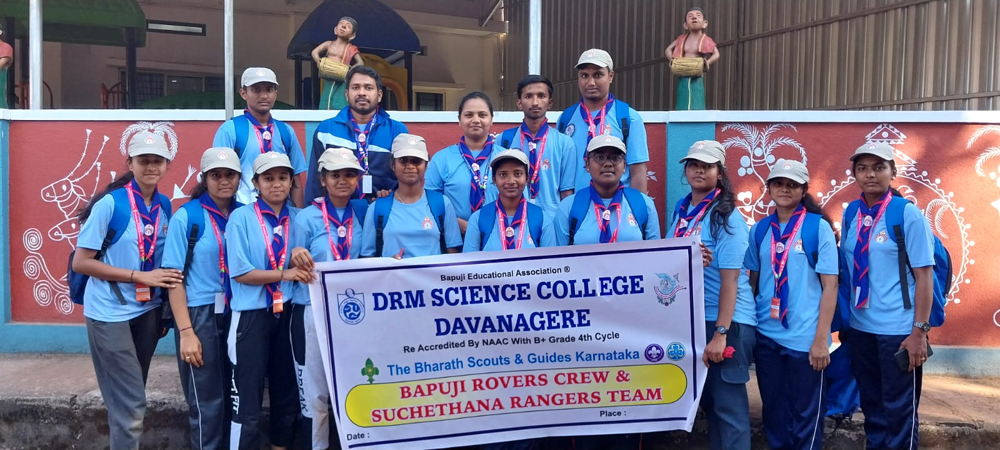 Bapuji Educational Association ®
DRM SCIENCE COLLEGE
DAVANAGERE
Re Accredited By NAAC With B+ Grade 4th Cycle
The Bharath Scouts & Guides Karnataka
BAPUJI ROVERS CREW &
SUCHETHANA RANGERS TEAM
Place :
Date :